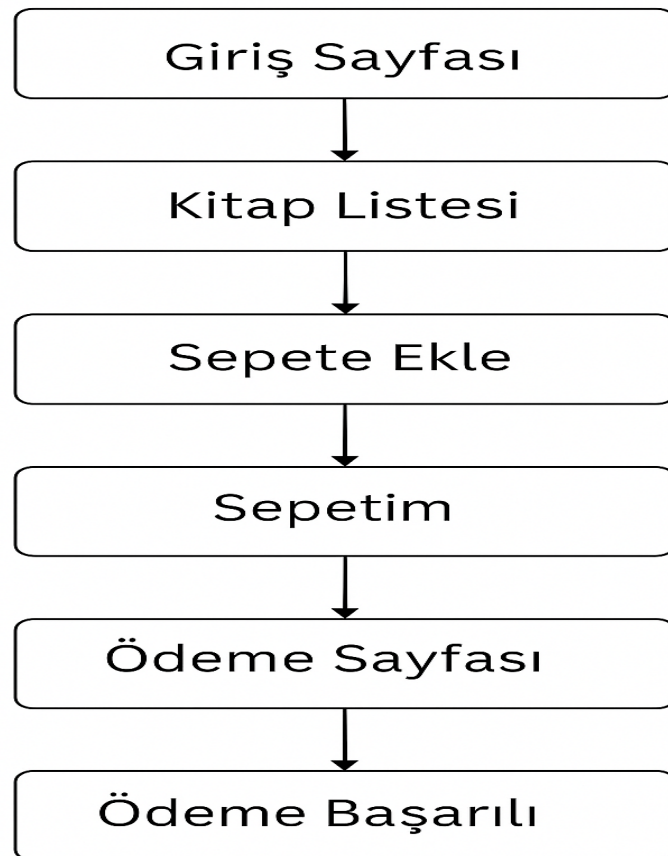 Giriş Sayfası
Kitap Listesi
Sepete Ekle
Sepetim
Ödeme Sayfası
Ödeme Başarılı